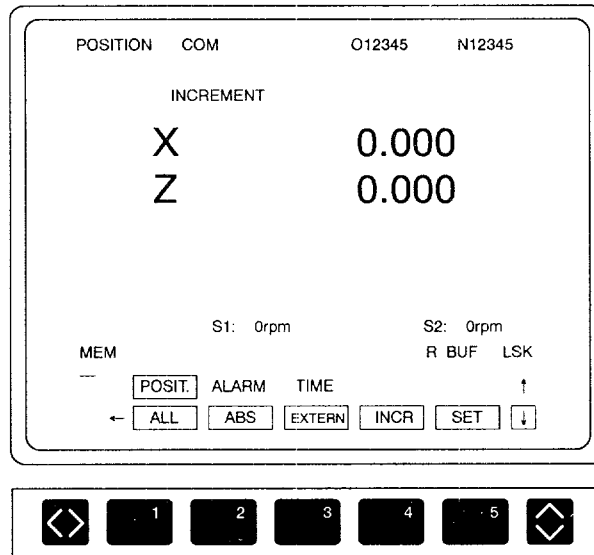 POSITION COM O12345 N12345
INCREMENT
X 0.000
Z 0.000
S1: 0rpm S2: 0rpm
MEM R BUF LSK
POSIT. ALARM TIME ↑
← ALL ABS EXTERN INCR SET ↓
1 2 3 4 5